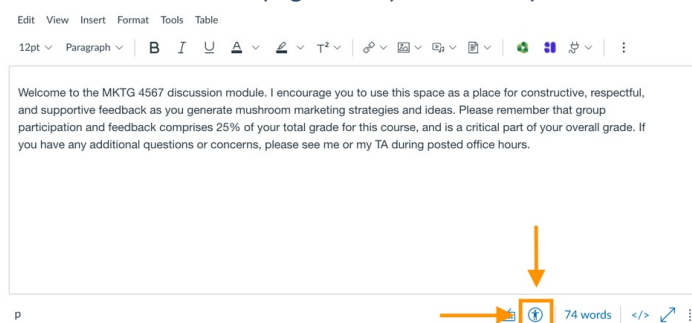 Edit View Insert Format Tools Table
12pt Paragraph B I U A T²
Welcome to the MKTG 4567 discussion module. I encourage you to use this space as a place for constructive, respectful,
and supportive feedback as you generate mushroom marketing strategies and ideas. Please remember that group
participation and feedback comprises 25% of your total grade for this course, and is a critical part of your overall grade. If
you have any additional questions or concerns, please see me or my TA during posted office hours.
p 74 words </>